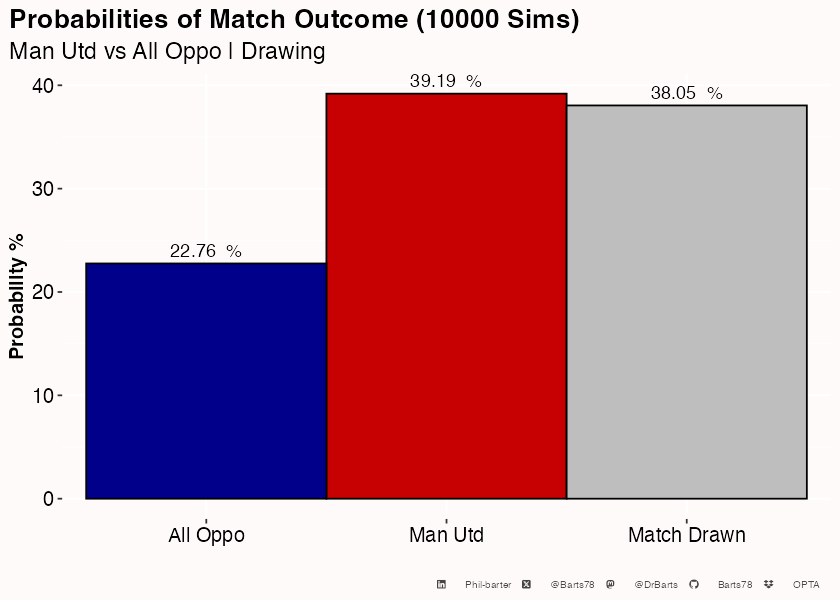 Probabilities of Match Outcome (10000 Sims)
Man Utd vs All Oppo | Drawing
Probability %
40
30
20
10
0
22.76 %
39.19 %
38.05 %
All Oppo
Man Utd
Match Drawn
Phil-barter @Barts78 @DrBarts Barts78 OPTA